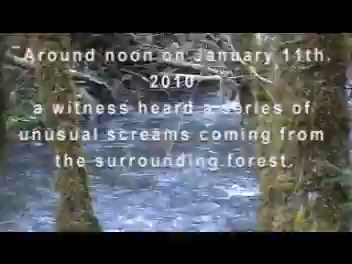 Around noon on January 11th,
2010
a witness heard a series of
unusual screams coming from
the surrounding forest.